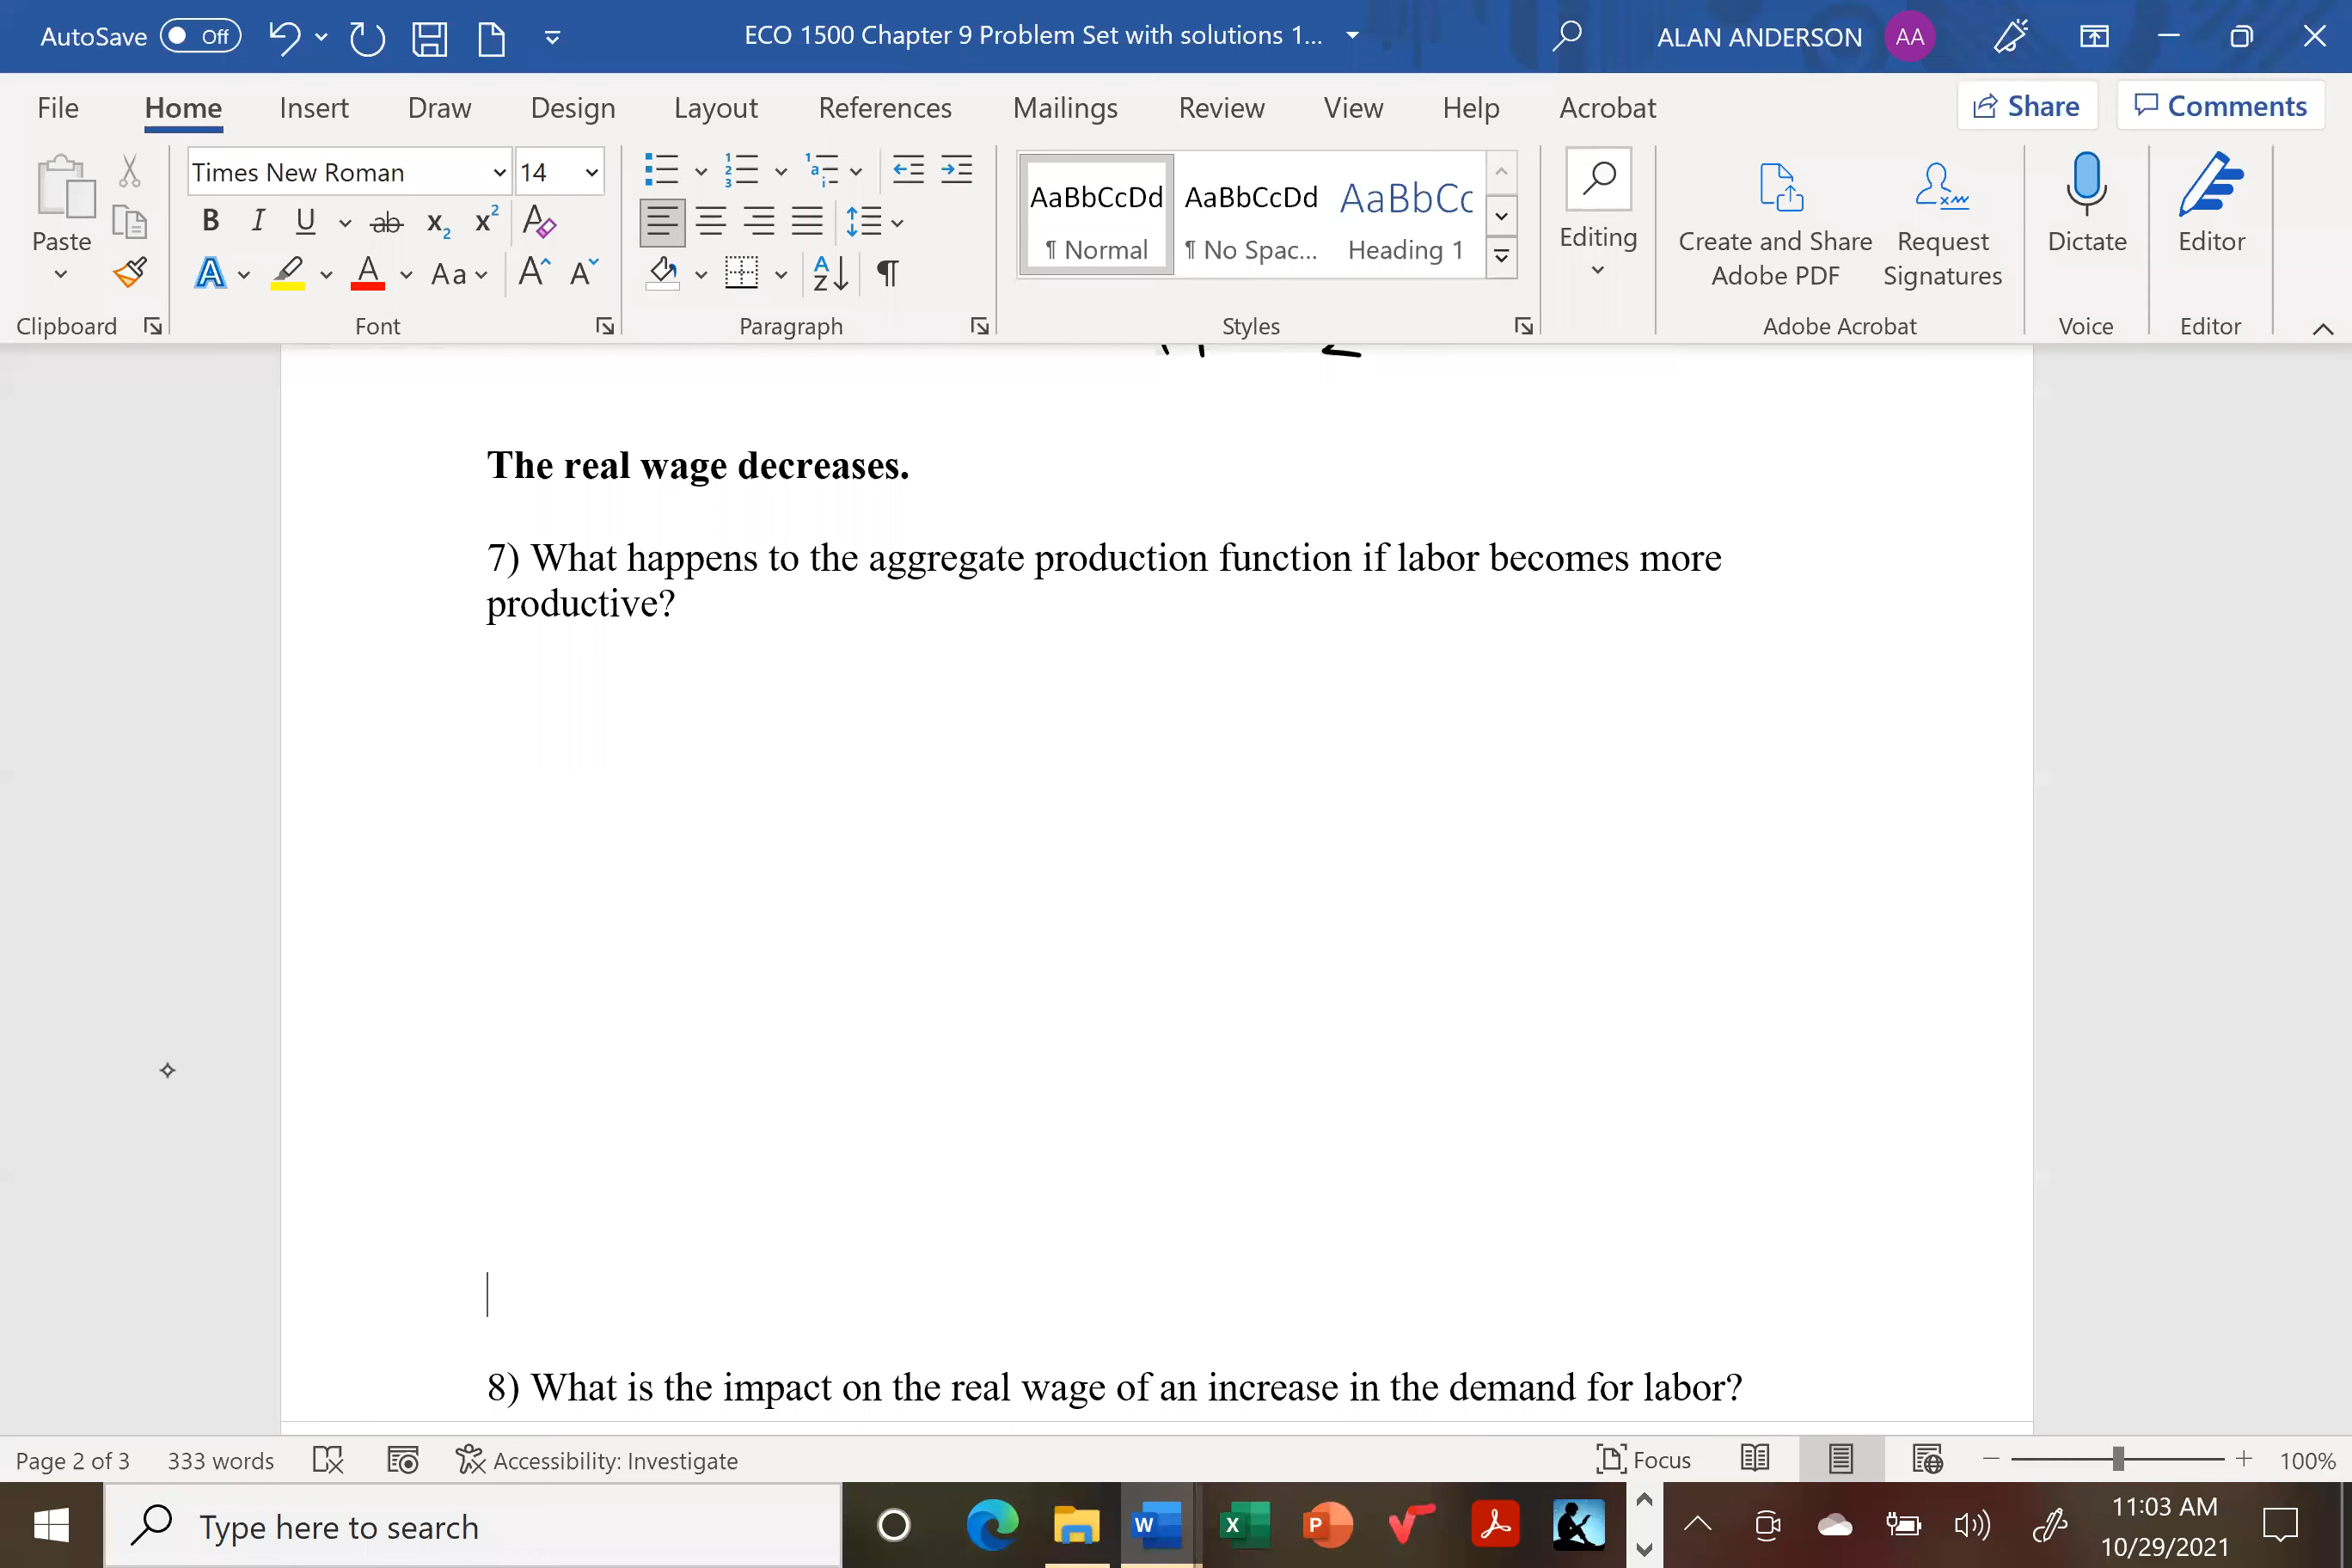 AutoSave Off ECO 1500 Chapter 9 Problem Set with solutions 1... ALAN ANDERSON AA
File Home Insert Draw Design Layout References Mailings Review View Help Acrobat Share Comments
Paste
Clipboard
Times New Roman 14
B I U ab x₂ x² A
A A Aa A A
Font
Paragraph
AaBbCcDd AaBbCcDd AaBbCc
¶ Normal ¶ No Spac... Heading 1
Styles
Editing
Create and Share
Adobe PDF
Request
Signatures
Adobe Acrobat
Dictate
Voice
Editor
Editor
The real wage decreases.
7) What happens to the aggregate production function if labor becomes more
productive?
8) What is the impact on the real wage of an increase in the demand for labor?
Page 2 of 3 333 words Accessibility: Investigate Focus 100%
Type here to search
11:03 AM
10/29/2021